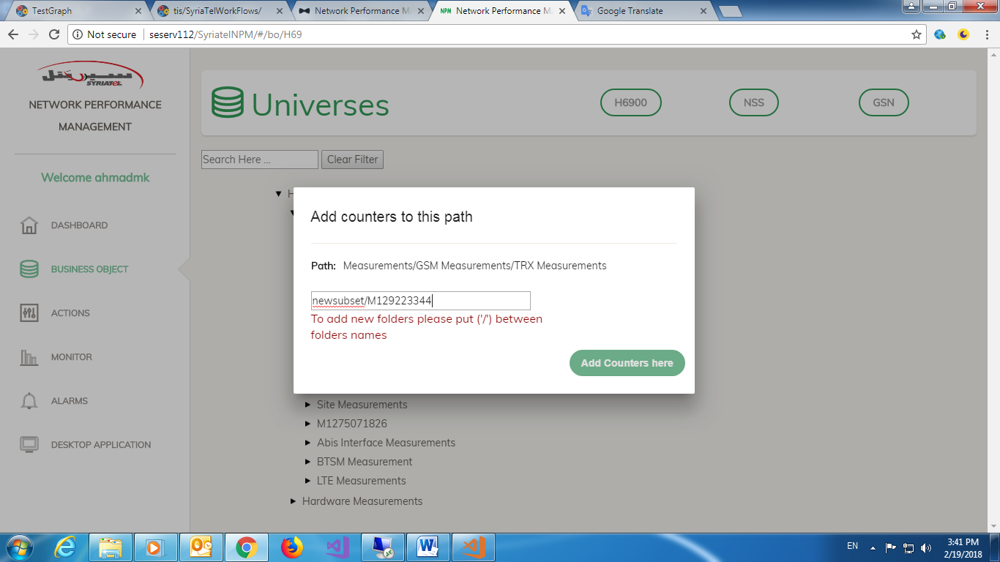 TestGraph
tis/SyriaTelWorkFlows/
Network Performance M
Network Performance M
Google Translate
Not secure
seserv112/SyriatelNPM/#/bo/H69
سيريتل
SYRIATEL
NETWORK PERFORMANCE
MANAGEMENT
Universes
H6900
NSS
GSN
Search Here ...
Clear Filter
Welcome ahmadmk
H
Add counters to this path
DASHBOARD
Path: Measurements/GSM Measurements/TRX Measurements
BUSINESS OBJECT
newsubset/M129223344
ACTIONS
To add new folders please put ('/') between
folders names
MONITOR
Add Counters here
ALARMS
Site Measurements
M1275071826
DESKTOP APPLICATION
Abis Interface Measurements
BTSM Measurement
LTE Measurements
Hardware Measurements
EN
3:41 PM
2/19/2018